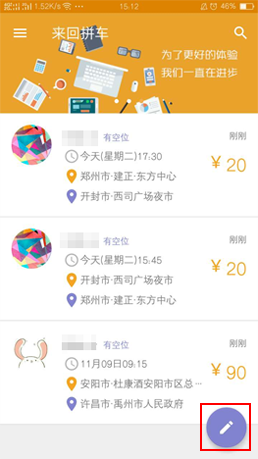 1.52K/s
15:12
46%
来回拼车
为了更好的体验
我们一直在进步
有空位
刚刚
今天(星期二)17:30
¥ 20
郑州市·建正·东方中心
开封市·西司广场夜市
有空位
刚刚
今天(星期二)15:45
¥ 20
开封市·西司广场夜市
郑州市·建正·东方中心
有空位
刚刚
11月09日09:15
¥ 90
安阳市·杜康酒安阳市区总…
许昌市·禹州市人民政府